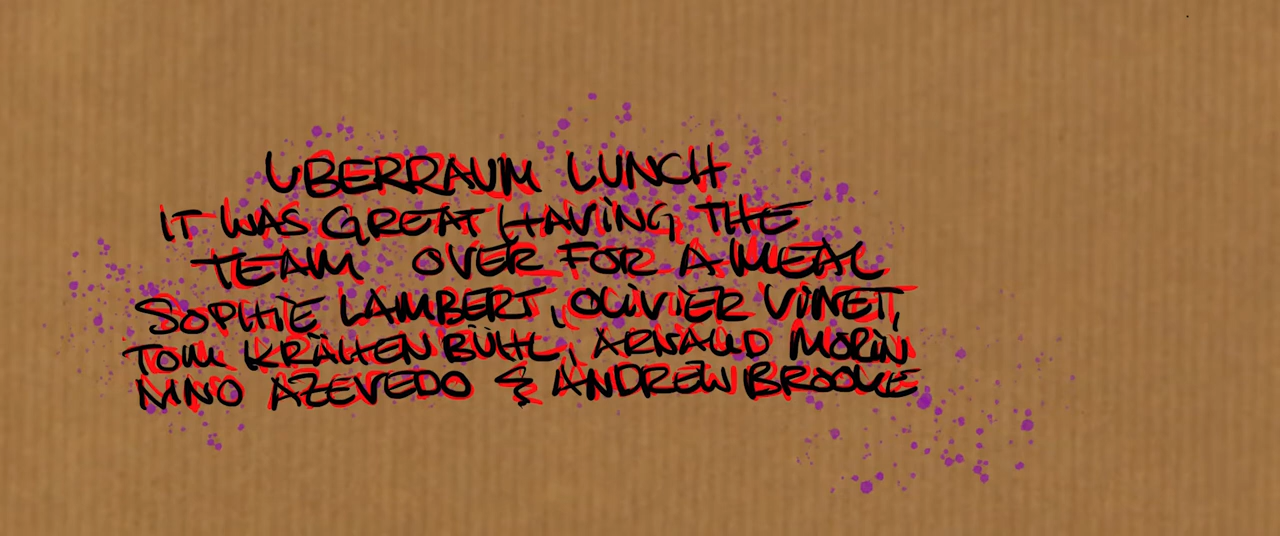 UBERRAUM LUNCH
IT WAS GREAT HAVING THE
TEAM OVER FOR A MEAL
SOPHIE LAMBERT, OLIVIER VINET,
TOM KRÄHENBÜHL, ARNAUD MORIN
NUNO AZEVEDO & ANDREW BROOKE